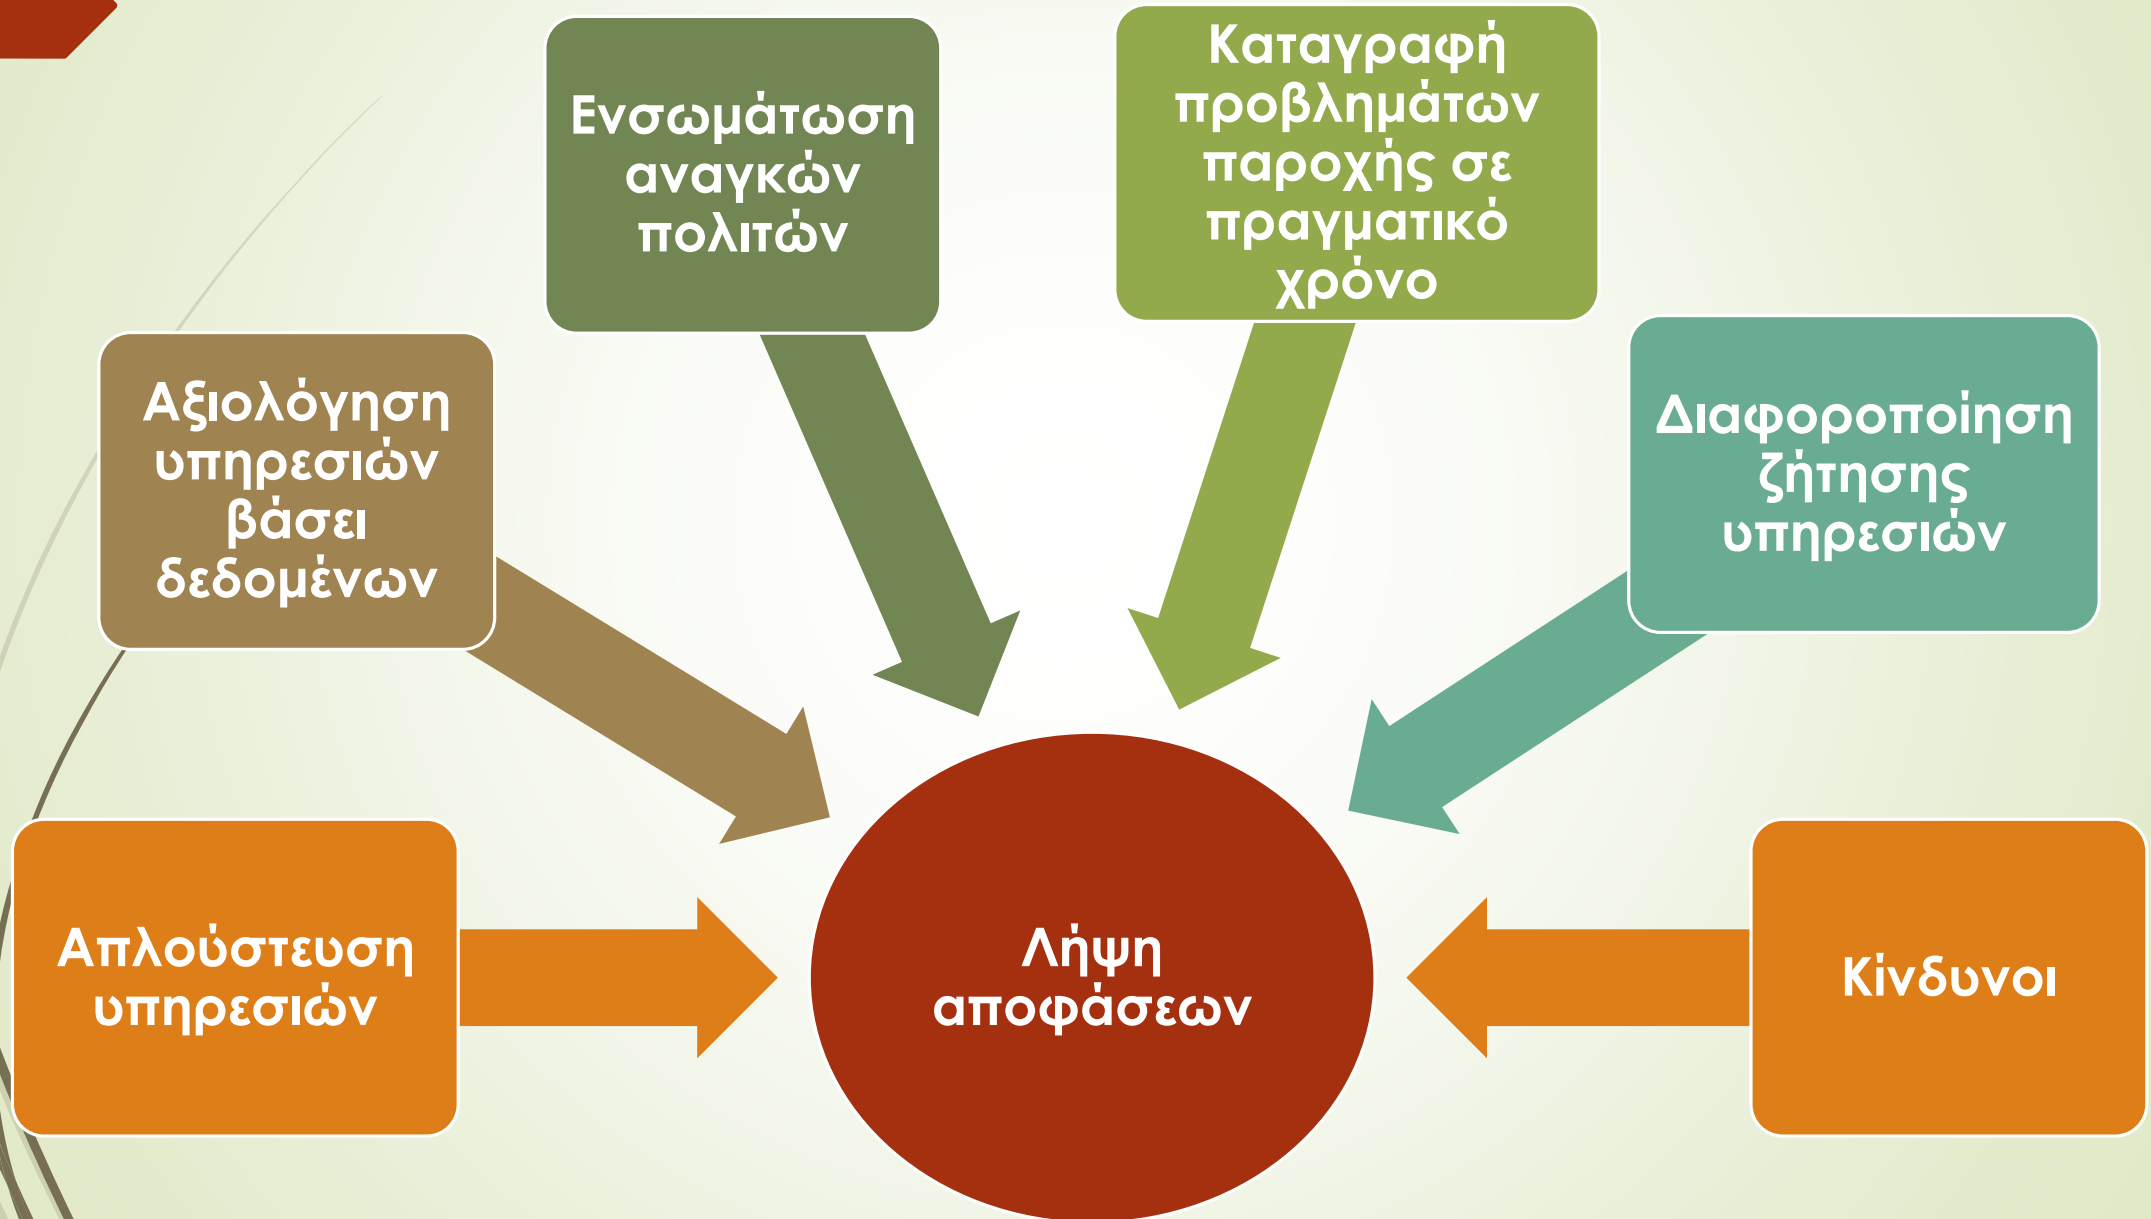 Απλούστευση
υπηρεσιών
Αξιολόγηση
υπηρεσιών
βάσει
δεδομένων
Ενσωμάτωση
αναγκών
πολιτών
Καταγραφή
προβλημάτων
παροχής σε
πραγματικό
χρόνο
Διαφοροποίηση
ζήτησης
υπηρεσιών
Κίνδυνοι
Λήψη
αποφάσεων